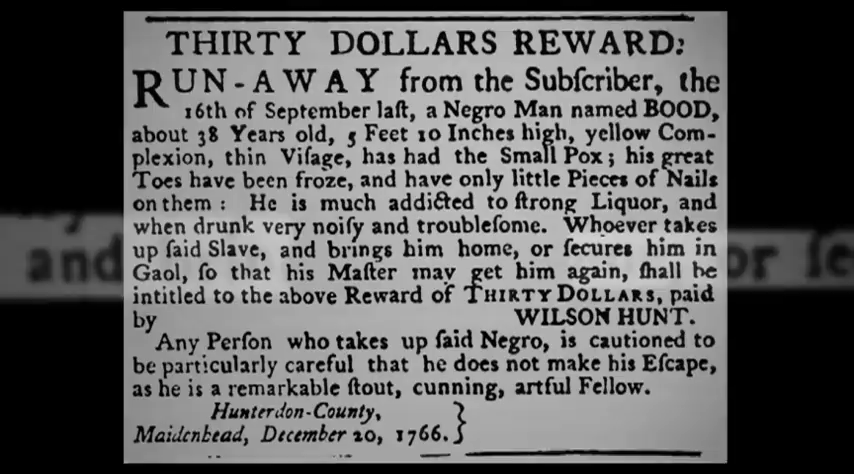 THIRTY DOLLARS REWARD:
RUN-AWAY from the Subſcriber, the
16th of September laſt, a Negro Man named BOOD,
about 38 Years old, 5 Feet 10 Inches high, yellow Com-
plexion, thin Viſage, has had the Small Pox; his great
Toes have been froze, and have only little Pieces of Nails
on them: He is much addicted to ſtrong Liquor, and
when drunk very noiſy and troubleſome. Whoever takes
up ſaid Slave, and brings him home, or ſecures him in
Gaol, ſo that his Maſter may get him again, ſhall be
intitled to the above Reward of THIRTY DOLLARS, paid
by WILSON HUNT.
Any Perſon who takes up ſaid Negro, is cautioned to
be particularly careful that he does not make his Eſcape,
as he is a remarkable ſtout, cunning, artful Fellow.
Hunterdon-County,
Maidenhead, December 20, 1766.}
and
or ſe